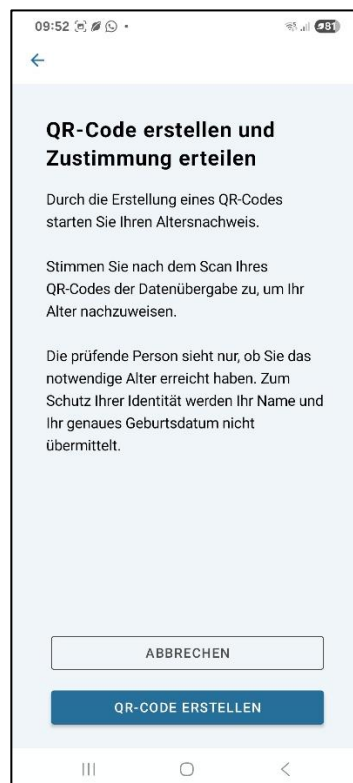 09:52
81
QR-Code erstellen und
Zustimmung erteilen
Durch die Erstellung eines QR-Codes
starten Sie Ihren Altersnachweis.
Stimmen Sie nach dem Scan Ihres
QR-Codes der Datenübergabe zu, um Ihr
Alter nachzuweisen.
Die prüfende Person sieht nur, ob Sie das
notwendige Alter erreicht haben. Zum
Schutz Ihrer Identität werden Ihr Name und
Ihr genaues Geburtsdatum nicht
übermittelt.
ABBRECHEN
QR-CODE ERSTELLEN